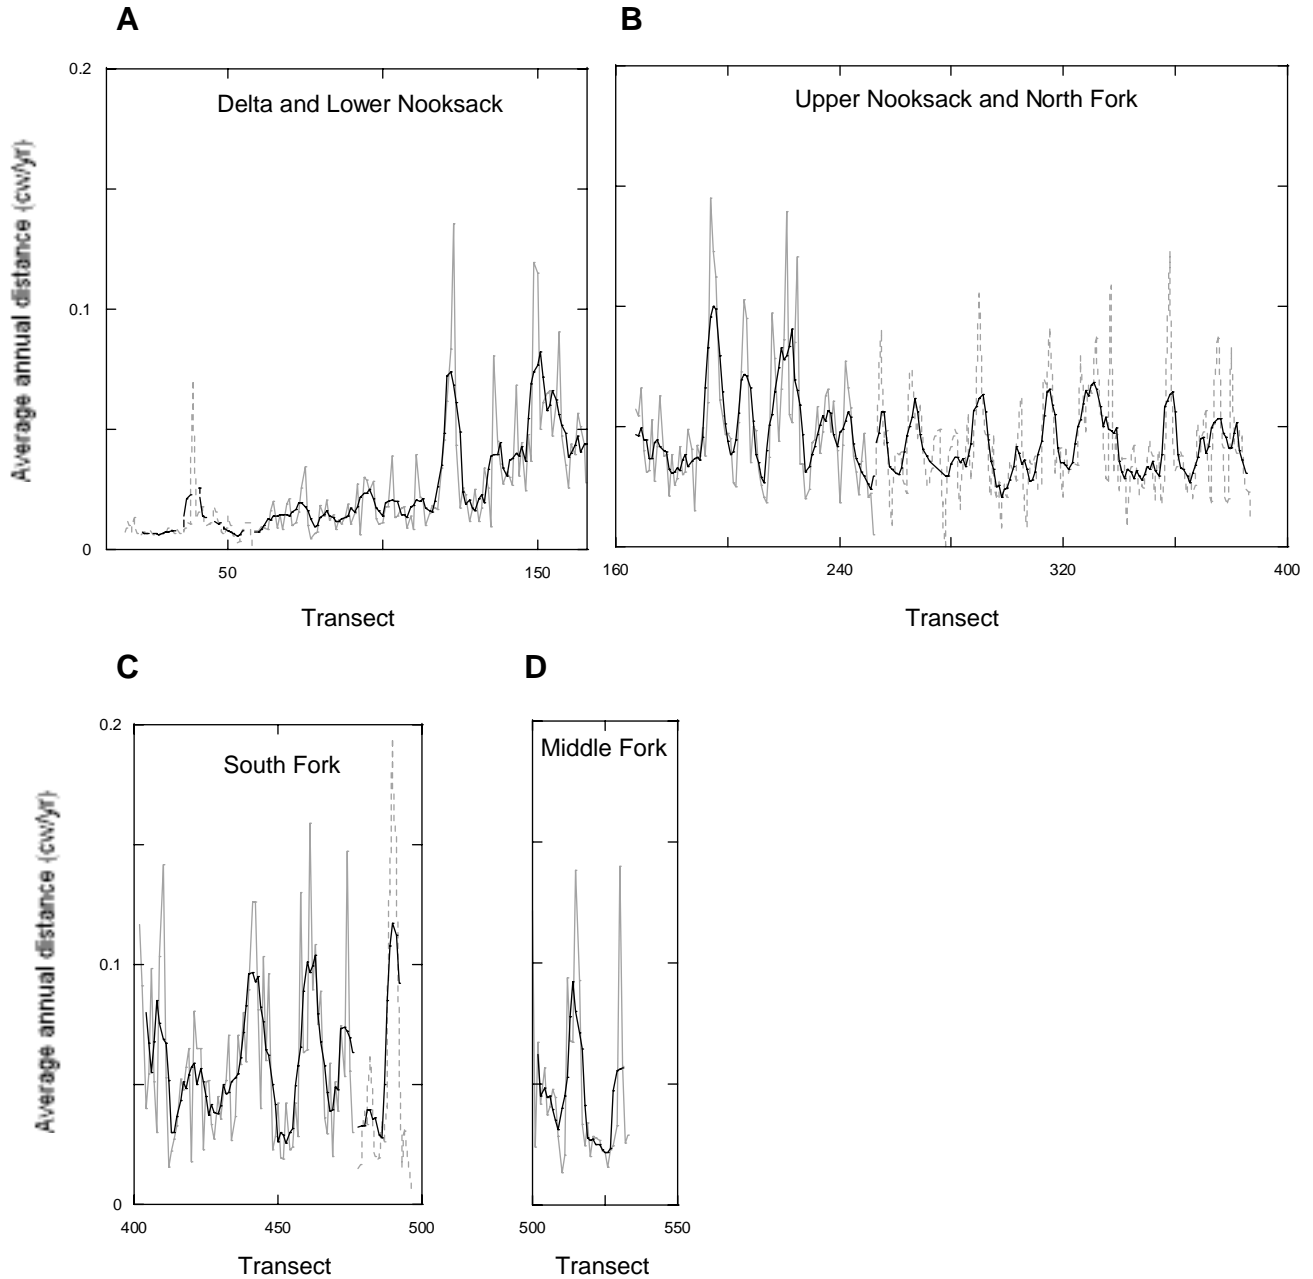 A
B
0.2
Delta and Lower Nooksack
Upper Nooksack and North Fork
Average annual distance (cw/yr)
0.1
0
50
150
160
240
320
400
Transect
Transect
C
D
0.2
South Fork
Middle Fork
Average annual distance (cw/yr)
0.1
0
400
450
500
500
550
Transect
Transect